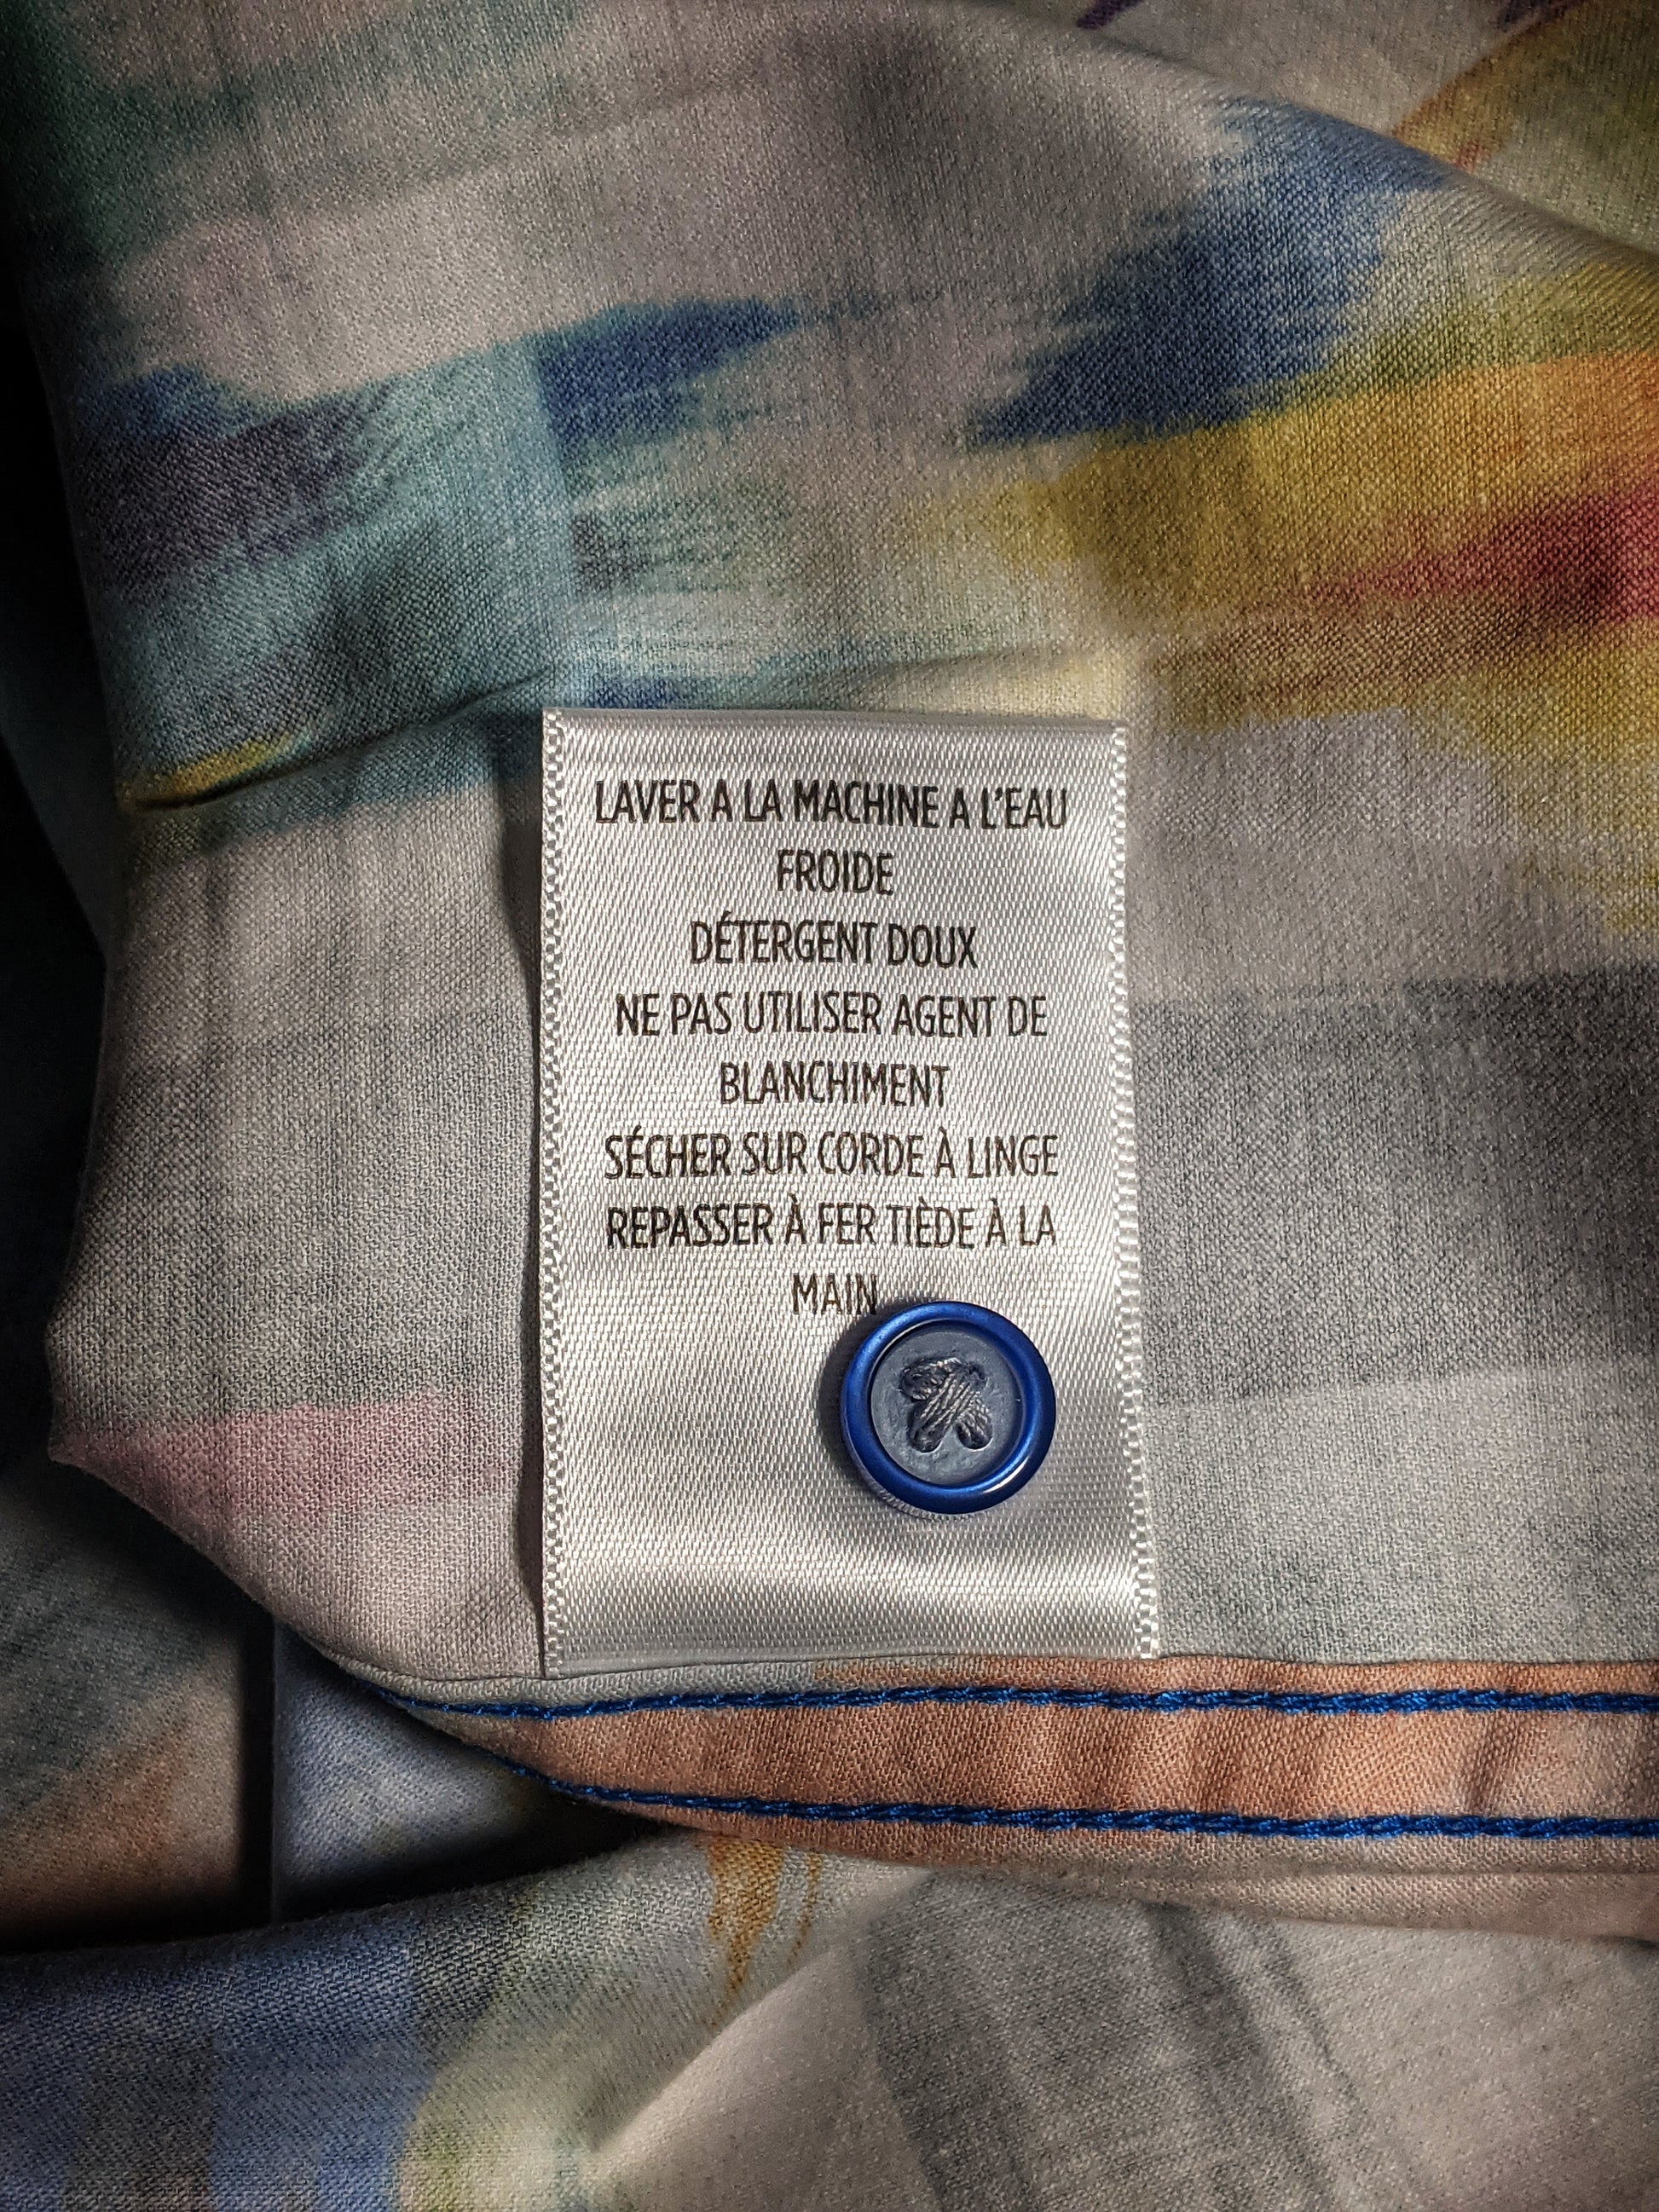 LAVER A LA MACHINE A L'EAU
FROIDE
DÉTERGENT DOUX
NE PAS UTILISER AGENT DE
BLANCHIMENT
SÉCHER SUR CORDE À LINGE
REPASSER À FER TIÈDE À LA
MAIN